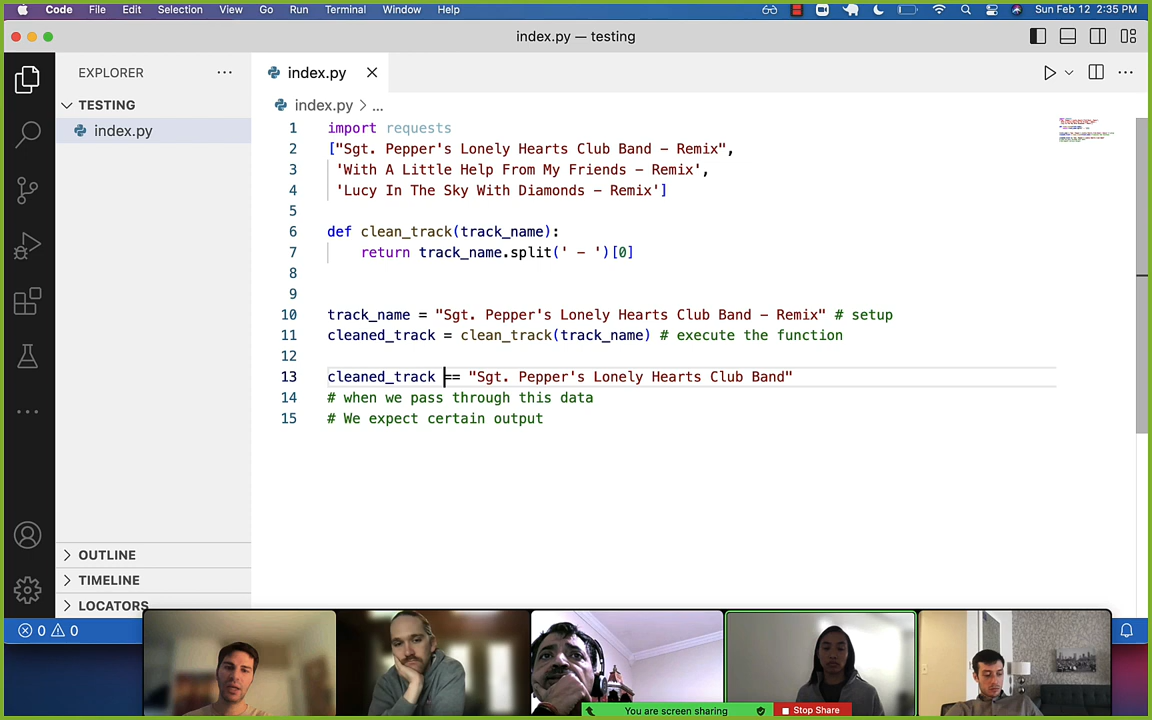 Code File Edit Selection View Go Run Terminal Window Help Sun Feb 12 2:35 PM
index.py — testing
EXPLORER
index.py
TESTING
index.py
index.py > ...
1 import requests
2 ["Sgt. Pepper's Lonely Hearts Club Band - Remix",
3 'With A Little Help From My Friends - Remix',
4 'Lucy In The Sky With Diamonds - Remix']
5
6 def clean_track(track_name):
7 return track_name.split(' - ')[0]
8
9
10 track_name = "Sgt. Pepper's Lonely Hearts Club Band - Remix" # setup
11 cleaned_track = clean_track(track_name) # execute the function
12
13 cleaned_track == "Sgt. Pepper's Lonely Hearts Club Band"
14 # when we pass through this data
15 # We expect certain output
OUTLINE
TIMELINE
LOCATORS
0 0
You are screen sharing Stop Share